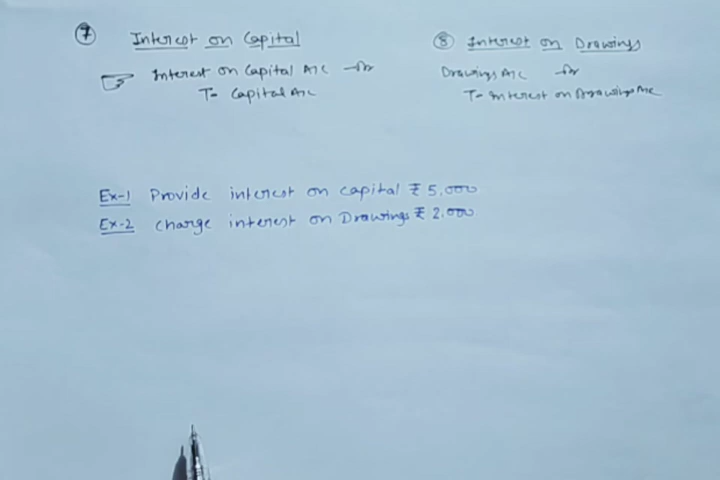 7 Interest on Capital
Interest on Capital A/C Dr
To Capital A/C
8 Interest on Drawings
Drawings A/C Dr
To Interest on Drawings A/C
Ex-1 Provide interest on capital ₹ 5,000
Ex-2 charge interest on Drawings ₹ 2,000